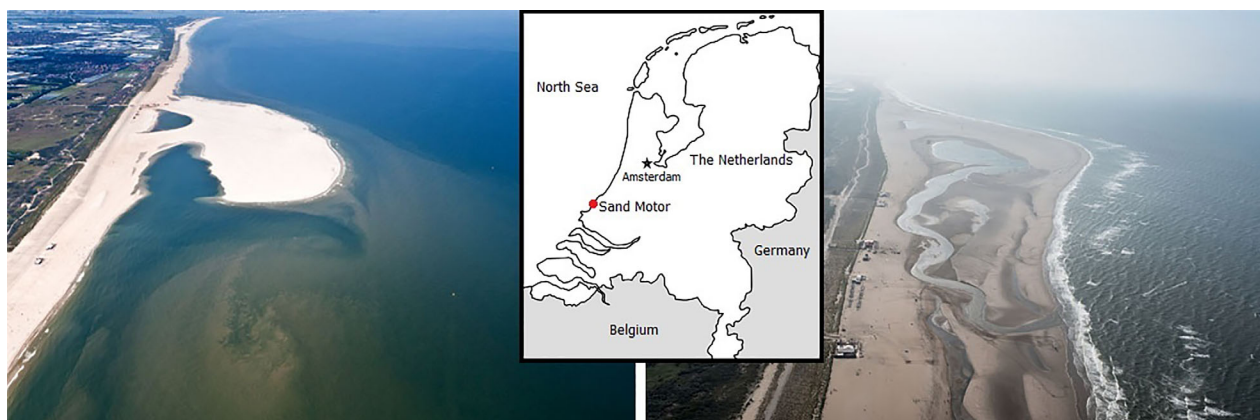 North Sea
The Netherlands
Amsterdam
Sand Motor
Germany
Belgium